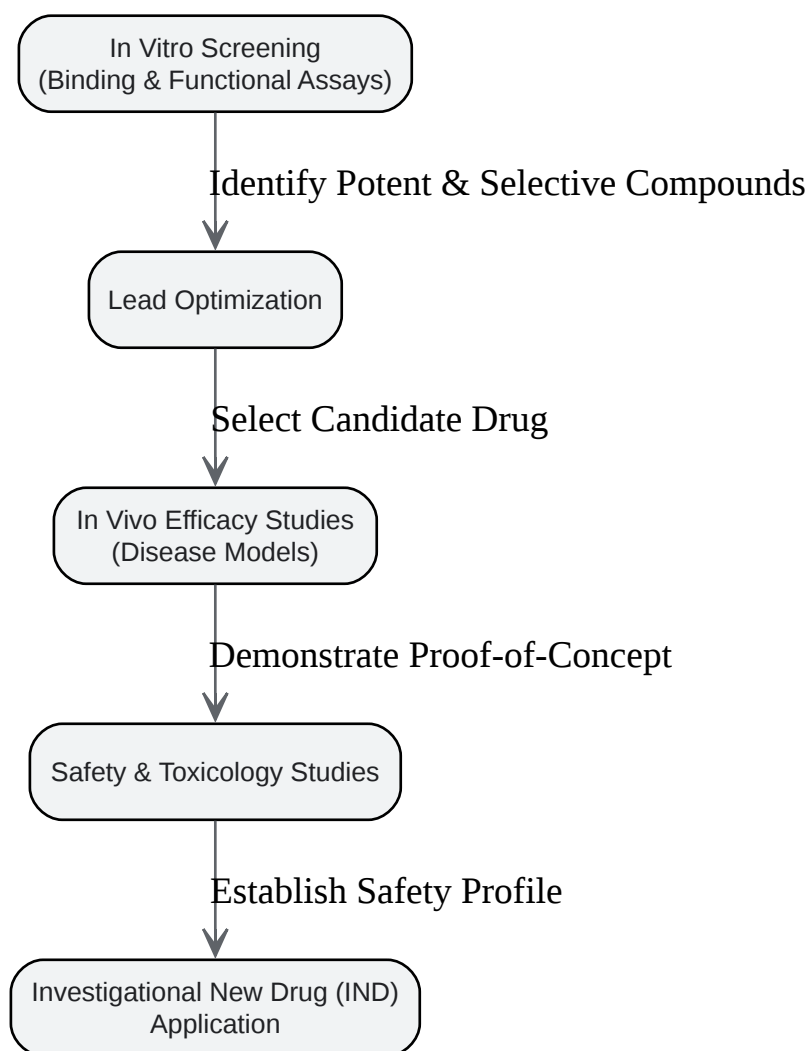 In Vitro Screening
(Binding & Functional Assays)
Identify Potent & Selective Compounds
Lead Optimization
Select Candidate Drug
In Vivo Efficacy Studies
(Disease Models)
Demonstrate Proof-of-Concept
Safety & Toxicology Studies
Establish Safety Profile
Investigational New Drug (IND)
Application